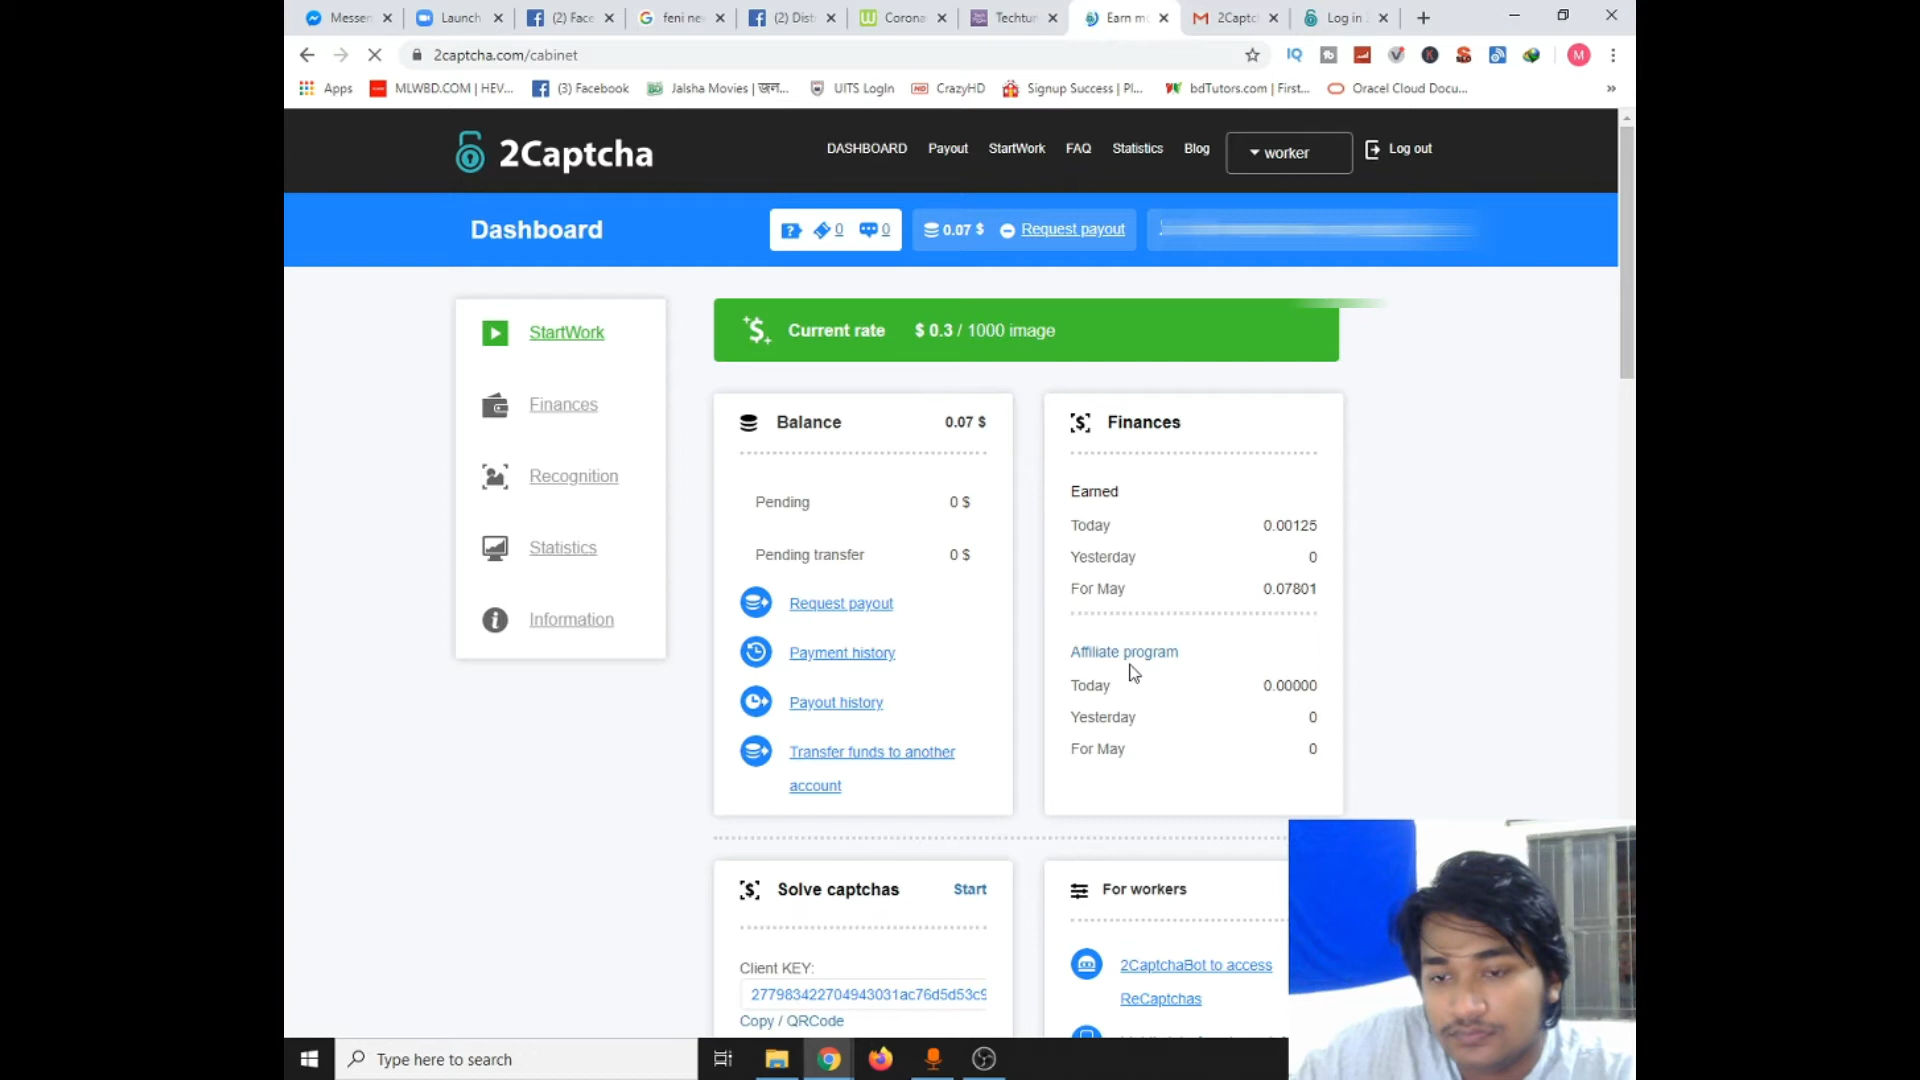 Messen
Launch
(2) Face
feni ne
(2) Dist
Corona
Techtun
Earn m
2Captc
Log in
2captcha.com/cabinet
Apps
MLWBD.COM | HEV...
(3) Facebook
Jalsha Movies | জল...
UITS LogIn
CrazyHD
Signup Success | Pl...
bdTutors.com | First...
Oracel Cloud Docu...
»
2Captcha
DASHBOARD
Payout
StartWork
FAQ
Statistics
Blog
worker
Log out
Dashboard
0
0
0.07 $
Request payout
StartWork
Finances
Recognition
Statistics
Information
Current rate $ 0.3 / 1000 image
Balance 0.07 $
Pending 0 $
Pending transfer 0 $
Request payout
Payment history
Payout history
Transfer funds to another
account
Finances
Earned
Today 0.00125
Yesterday 0
For May 0.07801
Affiliate program
Today 0.00000
Yesterday 0
For May 0
Solve captchas Start
Client KEY:
277983422704943031ac76d5d53c9
Copy / QRCode
For workers
2CaptchaBot to access
ReCaptchas
Type here to search